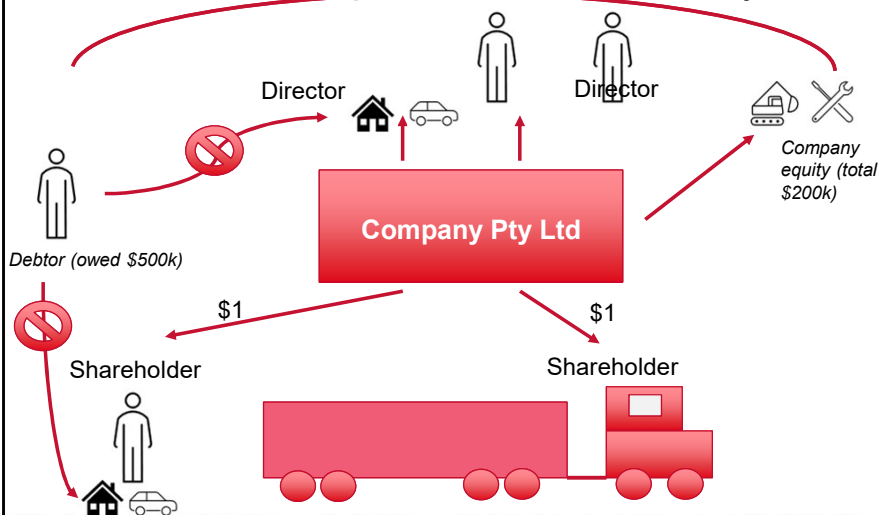 Director
Director
Company
equity (total
$200k)
Company Pty Ltd
Debtor (owed $500k)
$1
$1
Shareholder
Shareholder